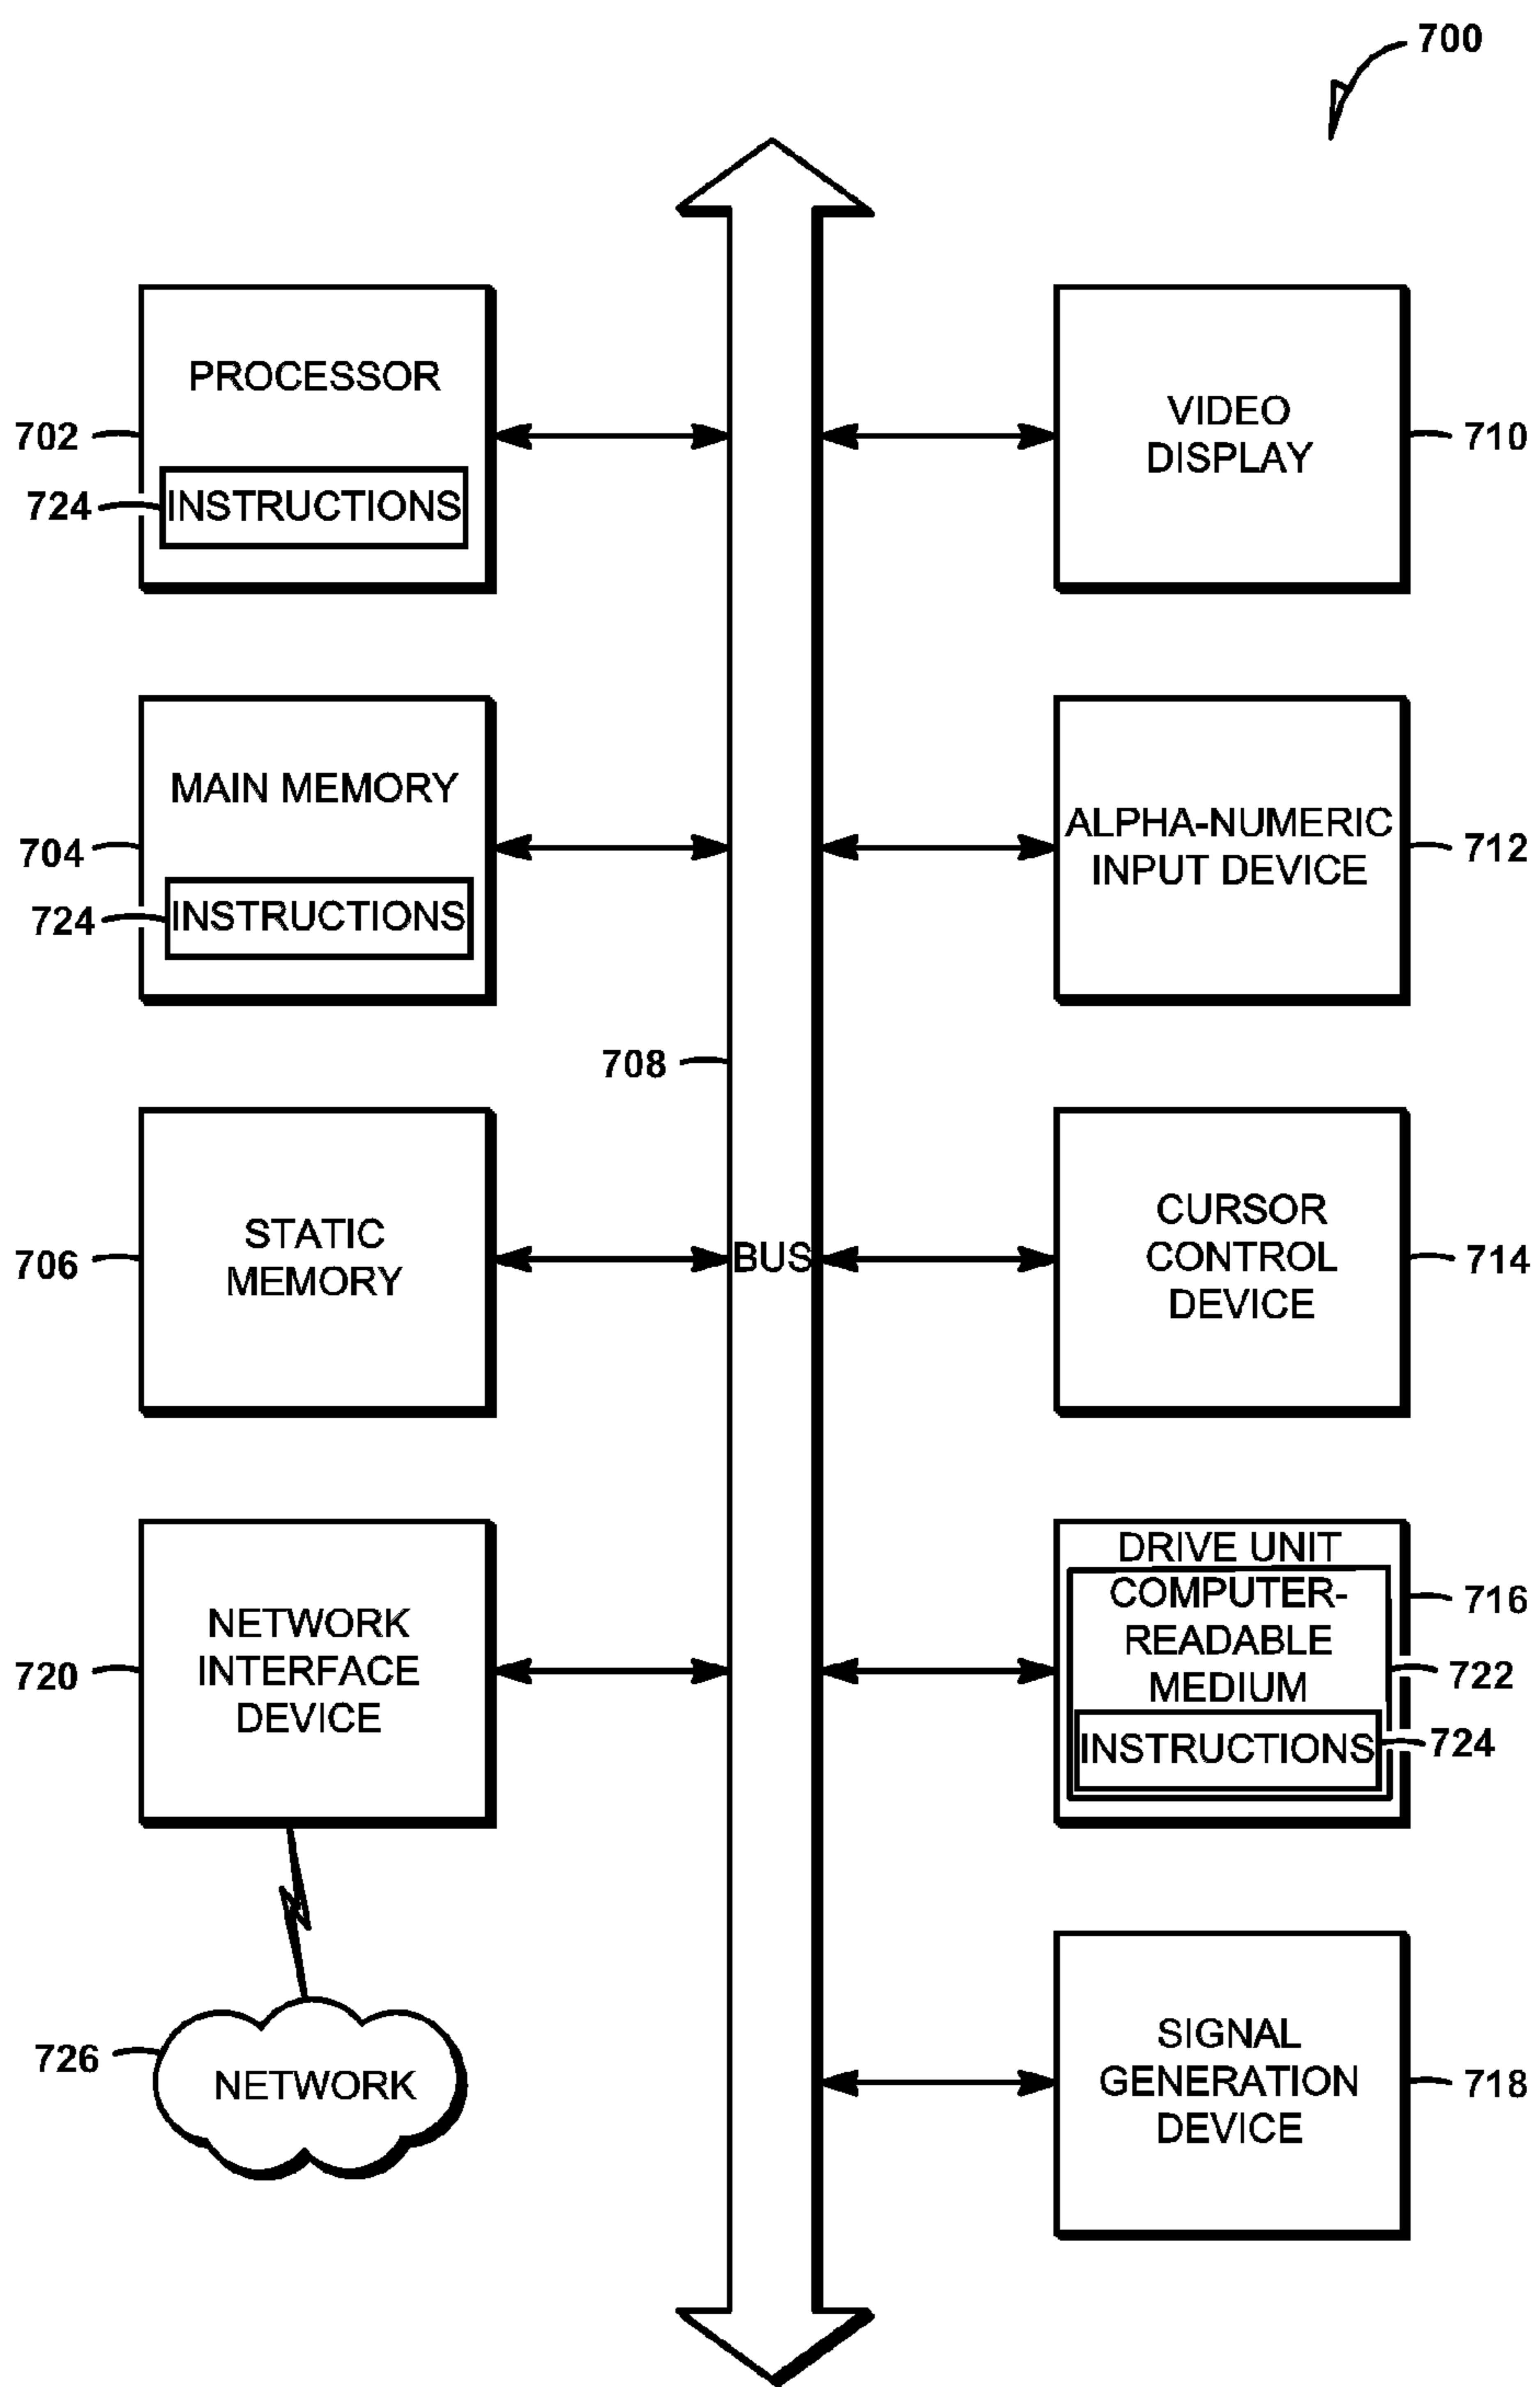 700
PROCESSOR
702
724
INSTRUCTIONS
VIDEO
DISPLAY
710
MAIN MEMORY
704
724
INSTRUCTIONS
ALPHA-NUMERIC
INPUT DEVICE
712
708
STATIC
MEMORY
706
BUS
CURSOR
CONTROL
DEVICE
714
NETWORK
INTERFACE
DEVICE
720
DRIVE UNIT
COMPUTER-
READABLE
MEDIUM
716
722
INSTRUCTIONS
724
726
NETWORK
SIGNAL
GENERATION
DEVICE
718